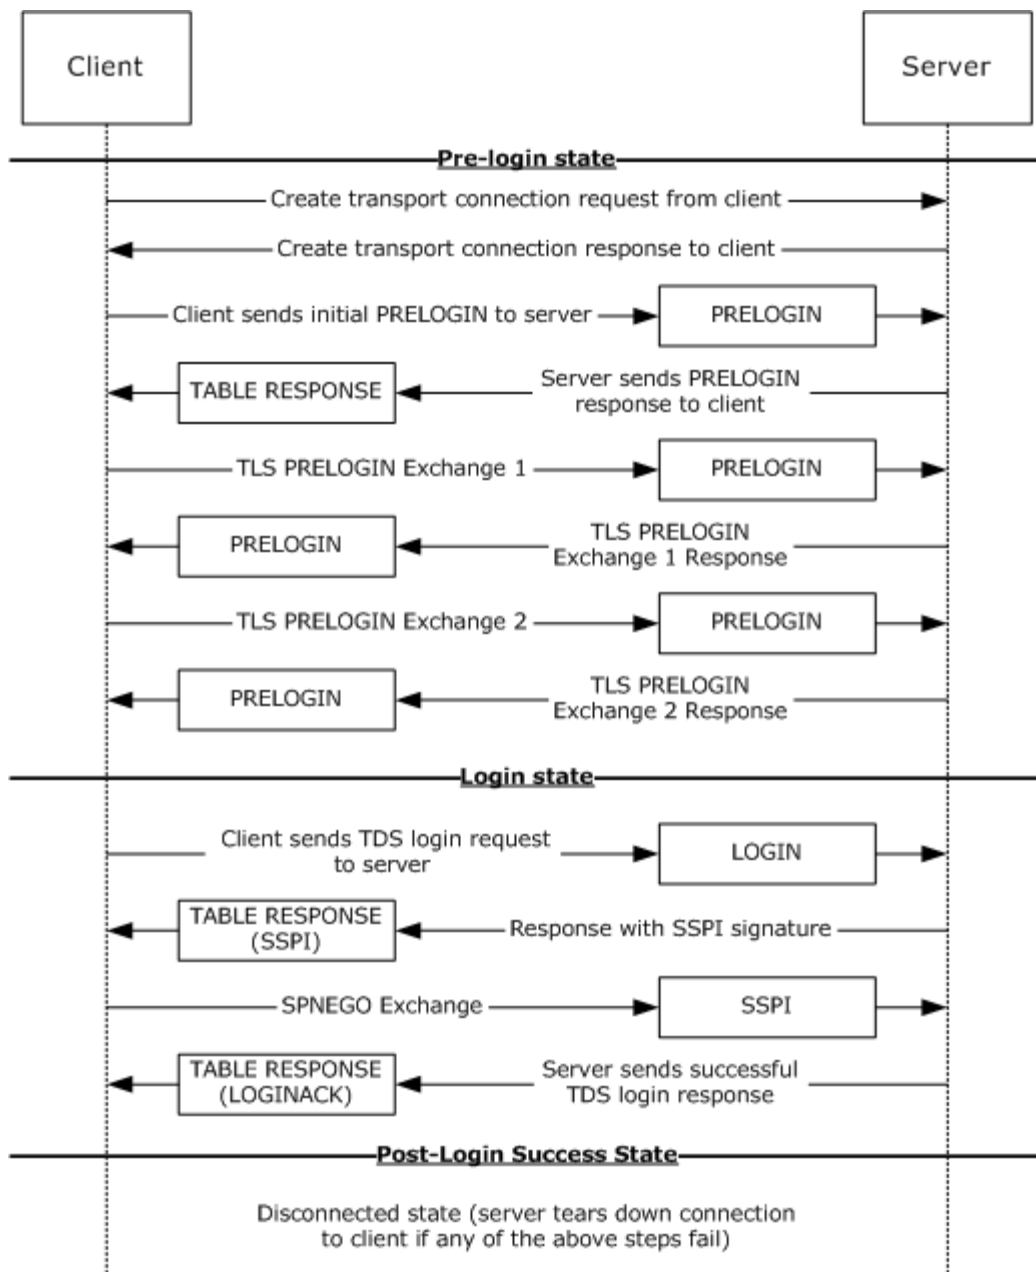 Client
Server
Pre-login state
Create transport connection request from client
Create transport connection response to client
Client sends initial PRELOGIN to server
PRELOGIN
TABLE RESPONSE
Server sends PRELOGIN
response to client
TLS PRELOGIN Exchange 1
PRELOGIN
PRELOGIN
TLS PRELOGIN
Exchange 1 Response
TLS PRELOGIN Exchange 2
PRELOGIN
PRELOGIN
TLS PRELOGIN
Exchange 2 Response
Login state
Client sends TDS login request
to server
LOGIN
TABLE RESPONSE
(SSPI)
Response with SSPI signature
SPNEGO Exchange
SSPI
TABLE RESPONSE
(LOGINACK)
Server sends successful
TDS login response
Post-Login Success State
Disconnected state (server tears down connection
to client if any of the above steps fail)